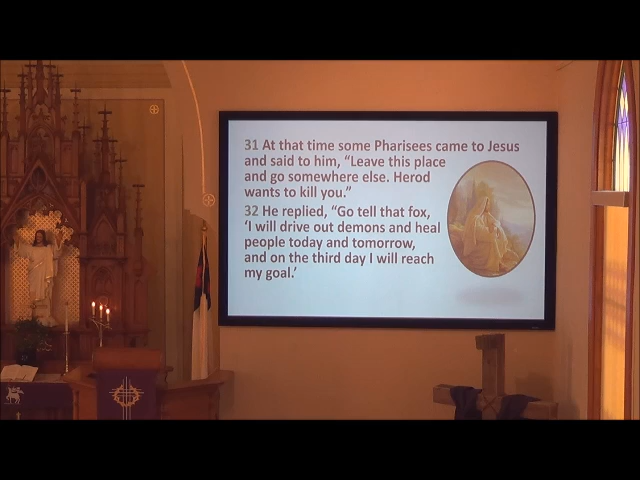 31 At that time some Pharisees came to Jesus
and said to him, “Leave this place
and go somewhere else. Herod
wants to kill you.”
32 He replied, “Go tell that fox,
‘I will drive out demons and heal
people today and tomorrow,
and on the third day I will reach
my goal.’